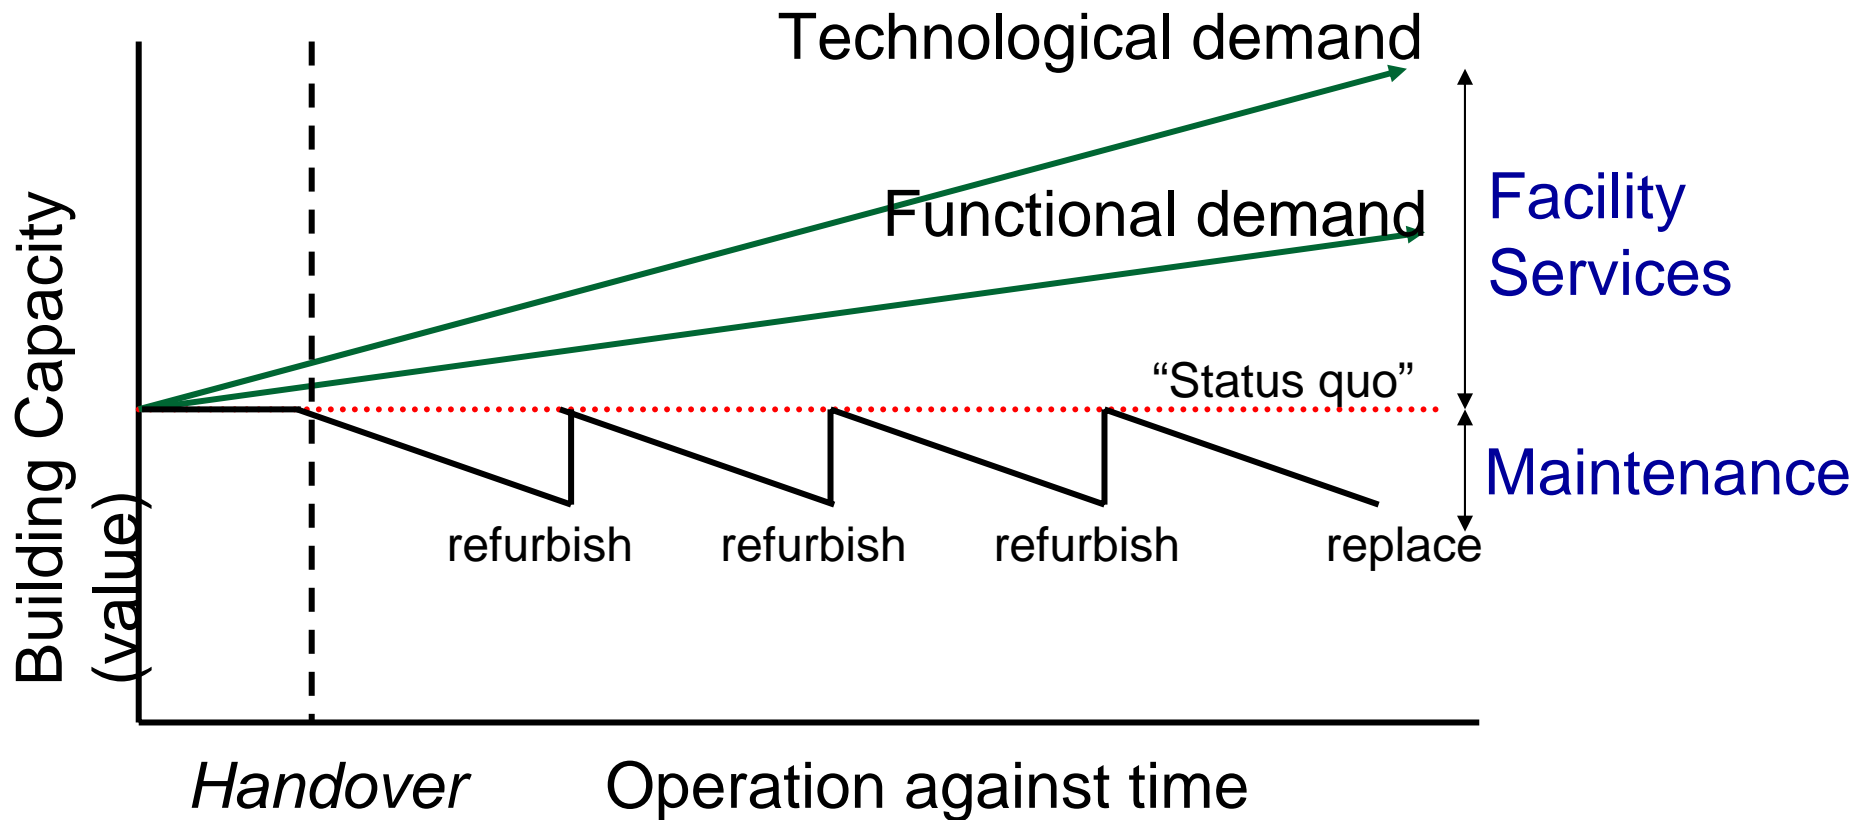 Technological demand
Functional demand
Facility
Services
“Status quo”
Maintenance
refurbish
refurbish
refurbish
replace
Building Capacity
(value)
Handover
Operation against time